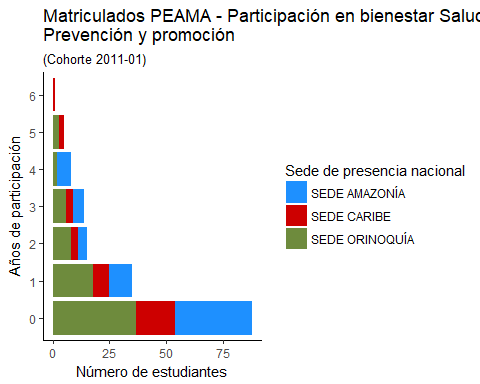 Matriculados PEAMA - Participación en bienestar Salud
Prevención y promoción
(Cohorte 2011-01)
Años de participación
6
5
4
3
2
1
0
0 25 50 75
Número de estudiantes
Sede de presencia nacional
SEDE AMAZONÍA
SEDE CARIBE
SEDE ORINOQUÍA